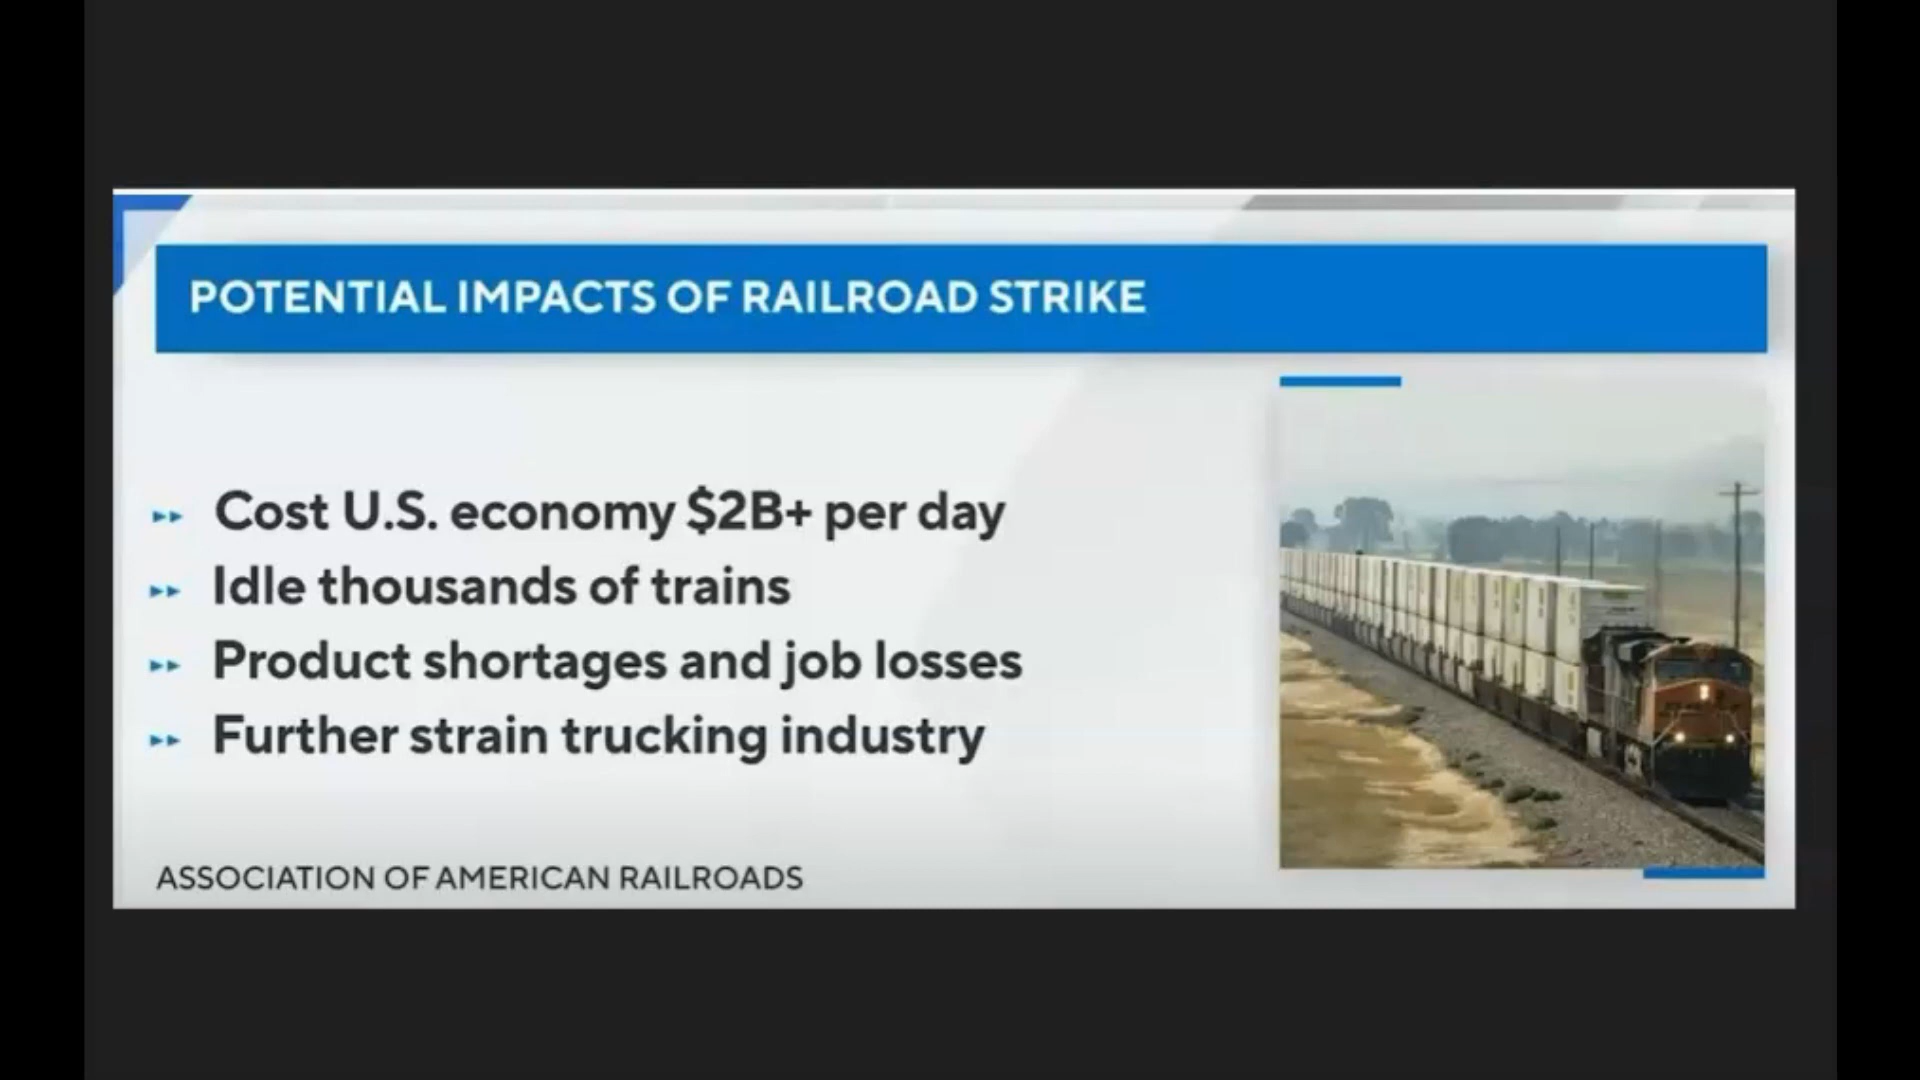 POTENTIAL IMPACTS OF RAILROAD STRIKE
Cost U.S. economy $2B+ per day
Idle thousands of trains
Product shortages and job losses
Further strain trucking industry
ASSOCIATION OF AMERICAN RAILROADS